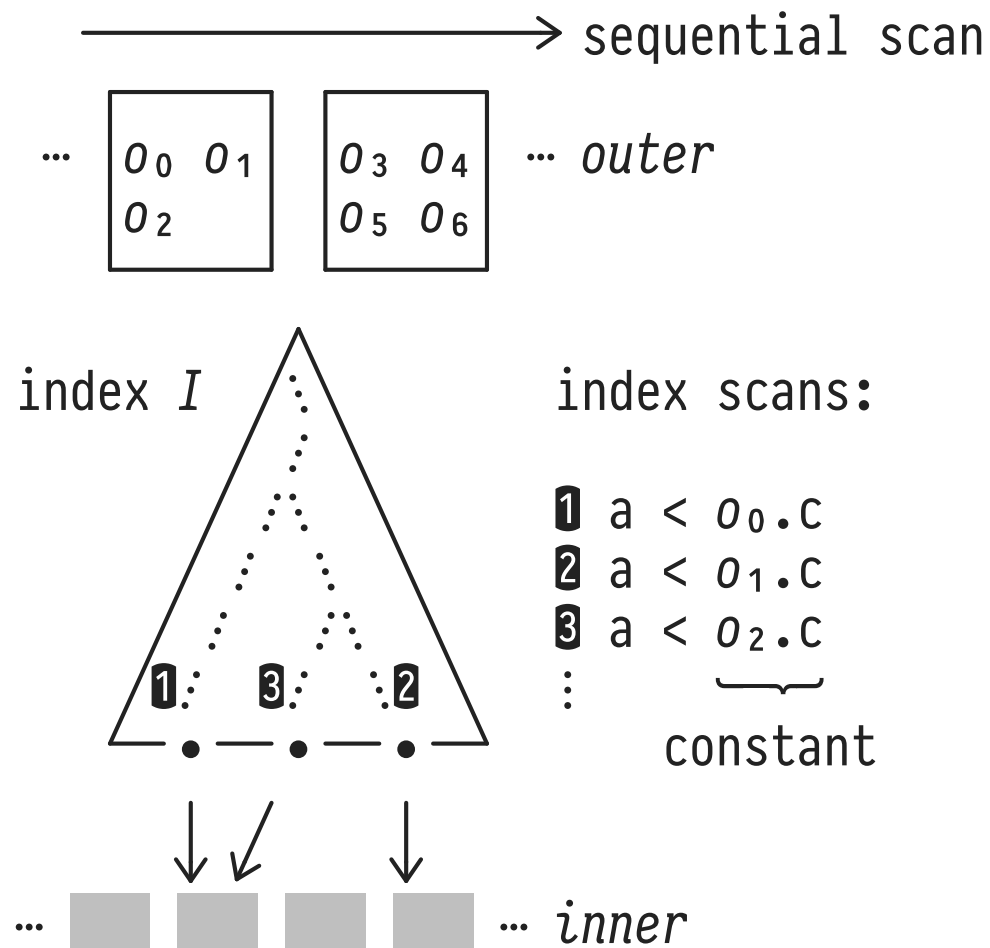 sequential scan
… o₀ o₁ o₃ o₄ … outer
o₂ o₅ o₆
index I
index scans:
1 a < o₀.c
2 a < o₁.c
3 a < o₂.c
⋮
1 3 2
constant
… … inner